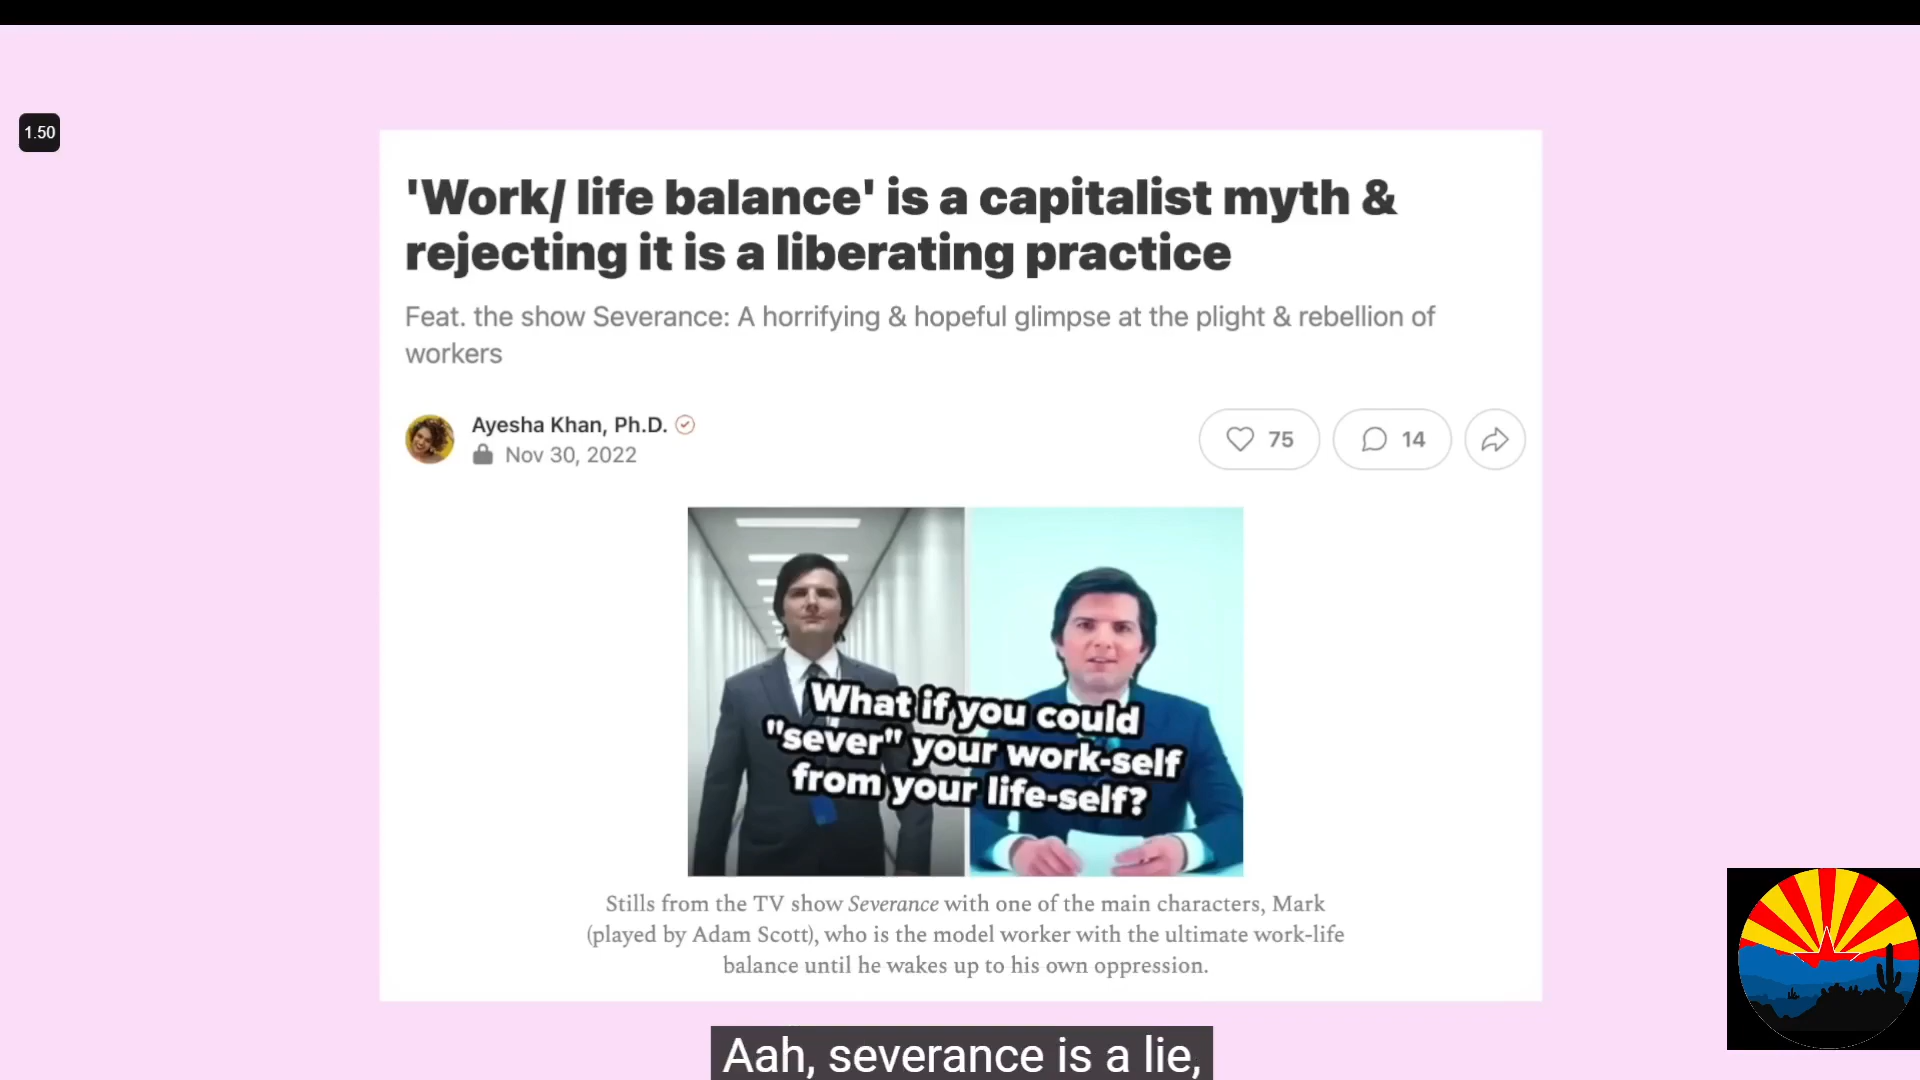 1.50
'Work/ life balance' is a capitalist myth &
rejecting it is a liberating practice
Feat. the show Severance: A horrifying & hopeful glimpse at the plight & rebellion of
workers
Ayesha Khan, Ph.D.
Nov 30, 2022
75
14
What if you could
"sever" your work-self
from your life-self?
Stills from the TV show Severance with one of the main characters, Mark
(played by Adam Scott), who is the model worker with the ultimate work-life
balance until he wakes up to his own oppression.
Aah, severance is a lie,